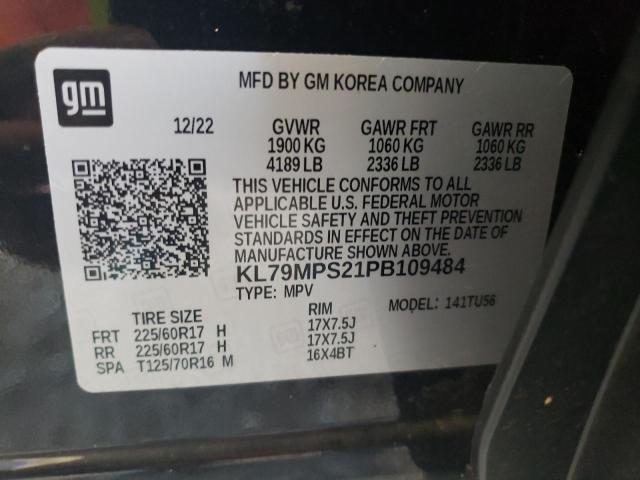 gm
MFD BY GM KOREA COMPANY
12/22 GVWR GAWR FRT GAWR RR
1900 KG 1060 KG 1060 KG
4189 LB 2336 LB 2336 LB
THIS VEHICLE CONFORMS TO ALL
APPLICABLE U.S. FEDERAL MOTOR
VEHICLE SAFETY AND THEFT PREVENTION
STANDARDS IN EFFECT ON THE DATE OF
MANUFACTURE SHOWN ABOVE.
KL79MPS21PB109484
TYPE: MPV MODEL: 141TU56
TIRE SIZE RIM
FRT 225/60R17 H 17X7.5J
RR 225/60R17 H 17X7.5J
SPA T125/70R16 M 16X4BT